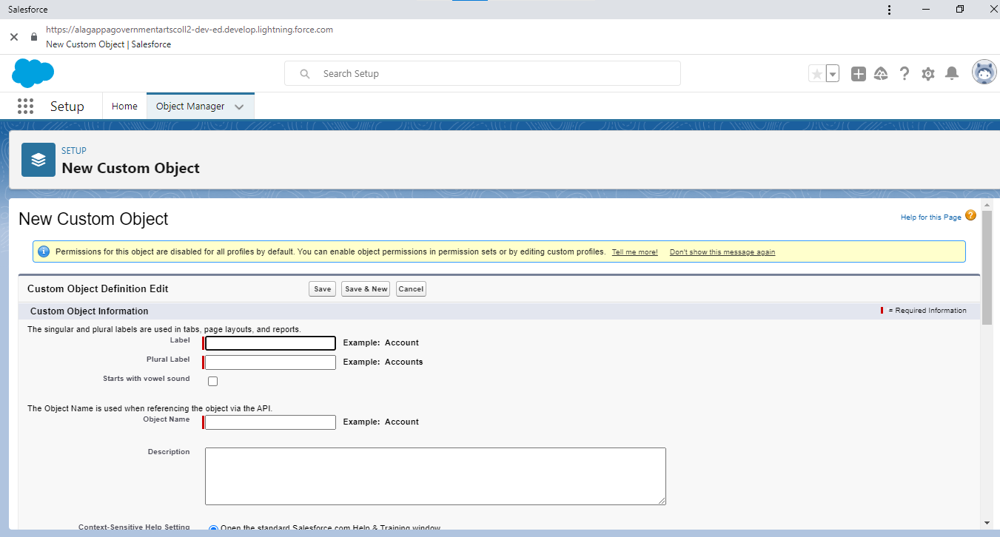 Salesforce
https://alagappagovernmentartscoll2-dev-ed.develop.lightning.force.com
New Custom Object | Salesforce
Search Setup
Setup Home Object Manager
SETUP
New Custom Object
New Custom Object
Help for this Page
Permissions for this object are disabled for all profiles by default. You can enable object permissions in permission sets or by editing custom profiles. Tell me more! Don't show this message again
Custom Object Definition Edit Save Save & New Cancel
Custom Object Information = Required Information
The singular and plural labels are used in tabs, page layouts, and reports.
Label Example: Account
Plural Label Example: Accounts
Starts with vowel sound
The Object Name is used when referencing the object via the API.
Object Name Example: Account
Description
Context-Sensitive Help Setting Open the standard Salesforce.com Help & Training window